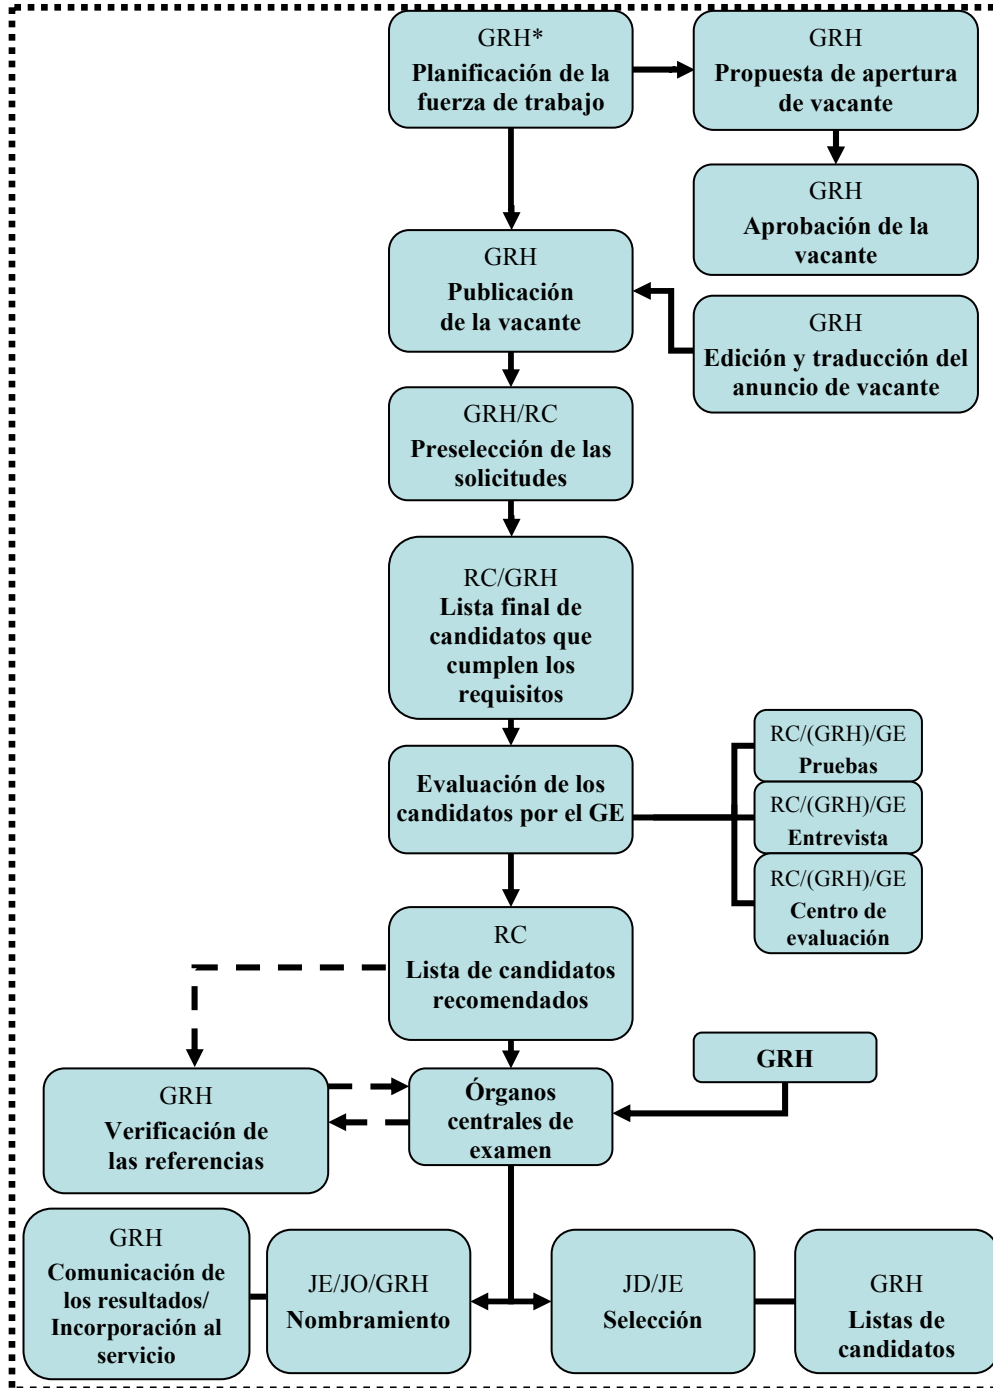 GRH*
Planificación de la
fuerza de trabajo
GRH
Propuesta de apertura
de vacante
GRH
Aprobación de la
vacante
GRH
Publicación
de la vacante
GRH
Edición y traducción del
anuncio de vacante
GRH/RC
Preselección de las
solicitudes
RC/GRH
Lista final de
candidatos que
cumplen los
requisitos
Evaluación de los
candidatos por el GE
RC/(GRH)/GE
Pruebas
RC/(GRH)/GE
Entrevista
RC/(GRH)/GE
Centro de
evaluación
RC
Lista de candidatos
recomendados
GRH
GRH
Verificación de
las referencias
Órganos
centrales de
examen
GRH
Comunicación de
los resultados/
Incorporación al
servicio
JE/JO/GRH
Nombramiento
JD/JE
Selección
GRH
Listas de
candidatos